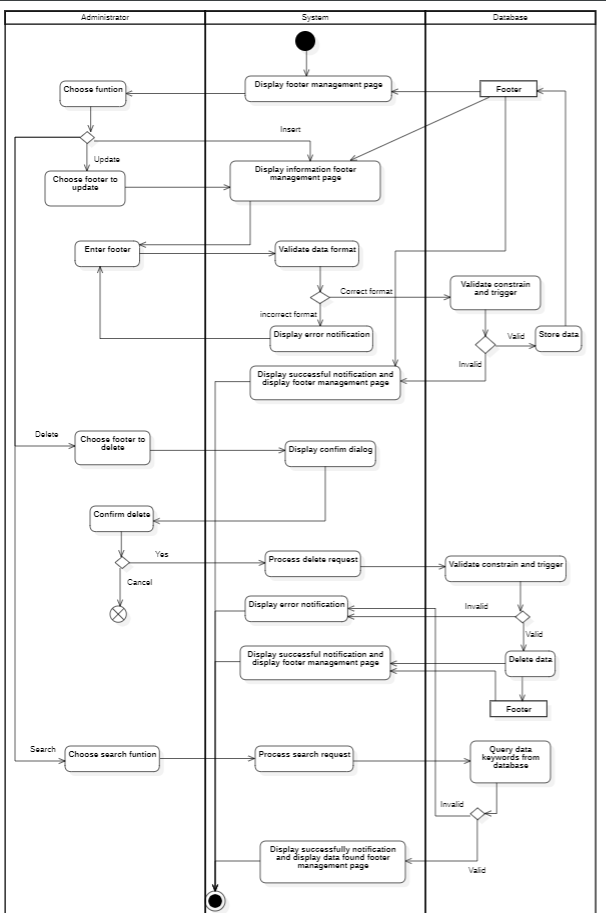 Administrator
System
Database
Choose funtion
Display footer management page
Footer
Insert
Update
Choose footer to
update
Display information footer
management page
Enter footer
Validate data format
Correct format
incorrect format
Validate constrain
and trigger
Valid
Store data
Invalid
Display error notification
Display successful notification and
display footer management page
Delete
Choose footer to
delete
Display confim dialog
Confirm delete
Yes
Cancel
Process delete request
Validate constrain and trigger
Display error notification
Invalid
Valid
Display successful notification and
display footer management page
Delete data
Footer
Search
Choose search funtion
Process search request
Query data
keywords from
database
Invalid
Valid
Display successfully notification
and display data found footer
management page